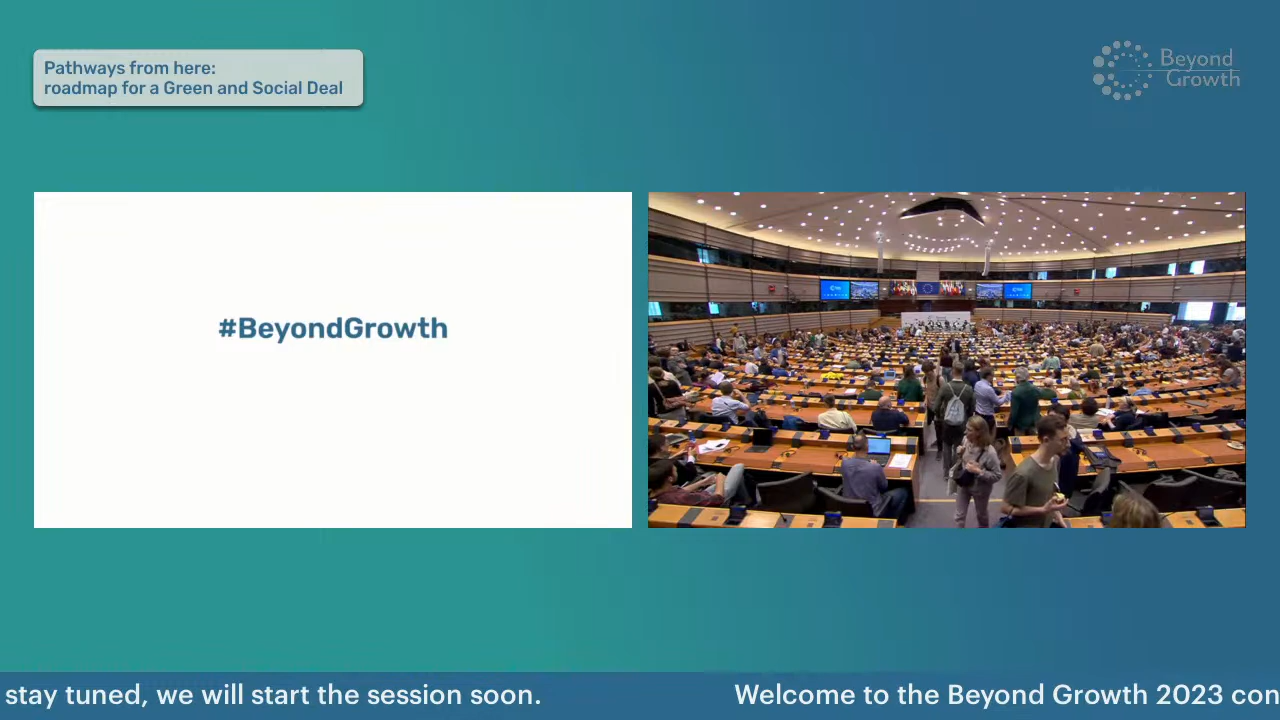 Pathways from here:
roadmap for a Green and Social Deal
Beyond
Growth
#BeyondGrowth
stay tuned, we will start the session soon.
Welcome to the Beyond Growth 2023 con